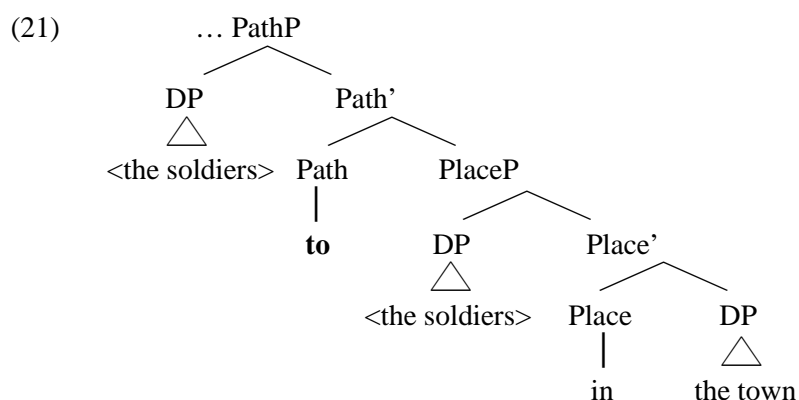 (21) … PathP
DP Path’
<the soldiers> Path PlaceP
to DP Place’
<the soldiers> Place DP
in the town